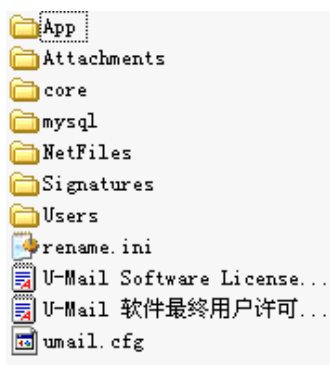 App
Attachments
core
mysql
NetFiles
Signatures
Users
rename.ini
U-Mail Software License...
U-Mail 软件最终用户许可...
umail.cfg